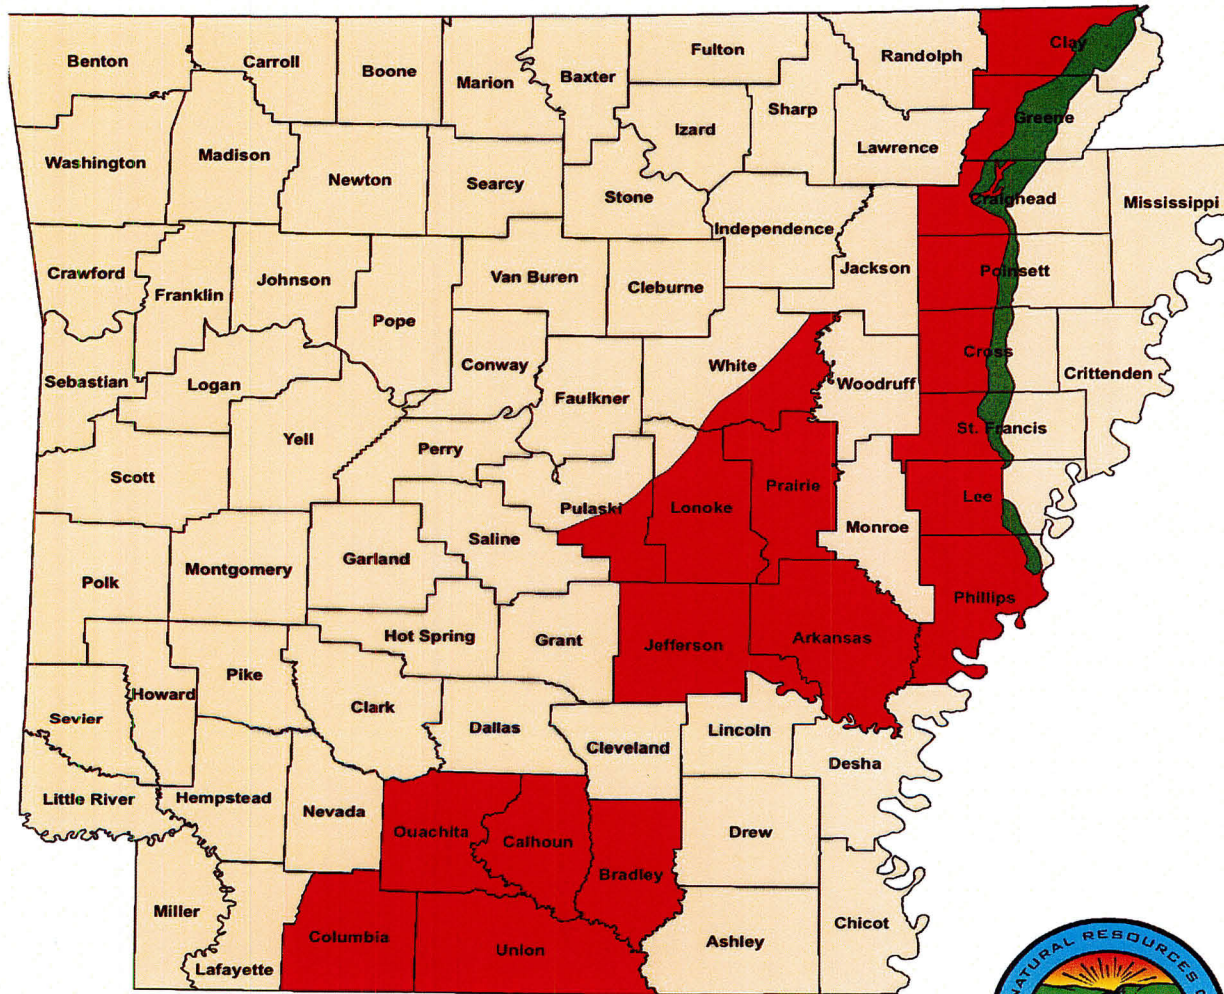 Benton
Carroll
Boone
Marion
Baxter
Fulton
Randolph
Clay
Sharp
Izard
Greene
Lawrence
Washington
Madison
Newton
Searcy
Stone
Craighead
Mississippi
Independence
Crawford
Franklin
Johnson
Van Buren
Cleburne
Jackson
Poinsett
Pope
Conway
White
Cross
Crittenden
Sebastian
Logan
Faulkner
Woodruff
St. Francis
Yell
Perry
Scott
Pulaski
Lonoke
Prairie
Lee
Monroe
Saline
Garland
Polk
Montgomery
Phillips
Hot Spring
Grant
Jefferson
Arkansas
Pike
Howard
Clark
Sevier
Dallas
Cleveland
Lincoln
Desha
Little River
Hempstead
Nevada
Ouachita
Calhoun
Drew
Bradley
Miller
Columbia
Union
Ashley
Chicot
Lafayette
NATURAL RESOURCES